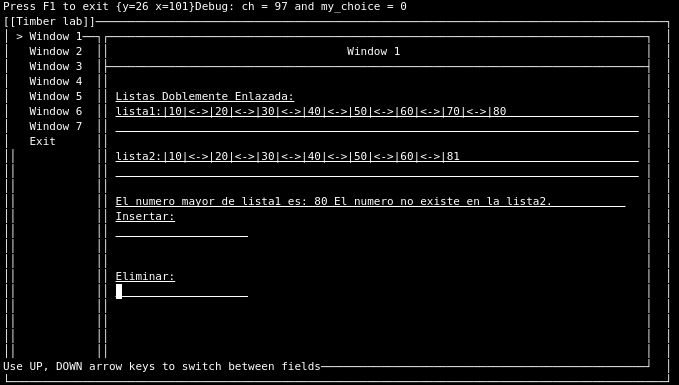 Press F1 to exit {y=26 x=101}Debug: ch = 97 and my_choice = 0
[[Timber lab]]
> Window 1
Window 1
Window 2
Window 3
Window 4
Window 5
Window 6
Window 7
Exit
Listas Doblemente Enlazada:
lista1:|10|<->|20|<->|30|<->|40|<->|50|<->|60|<->|70|<->|80
lista2:|10|<->|20|<->|30|<->|40|<->|50|<->|60|<->|81
El numero mayor de lista1 es: 80 El numero no existe en la lista2.
Insertar:
Eliminar:
Use UP, DOWN arrow keys to switch between fields